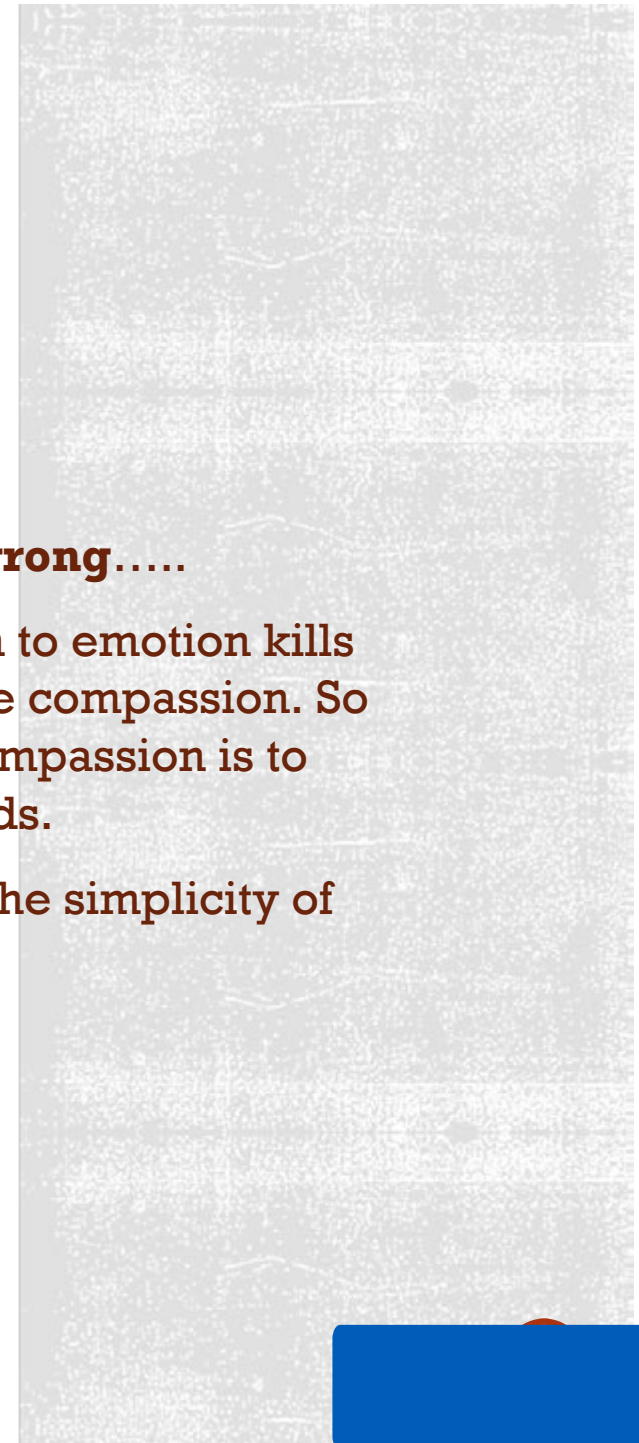 rong.....
to emotion kills
e compassion. So
mpassion is to
ds.
he simplicity of